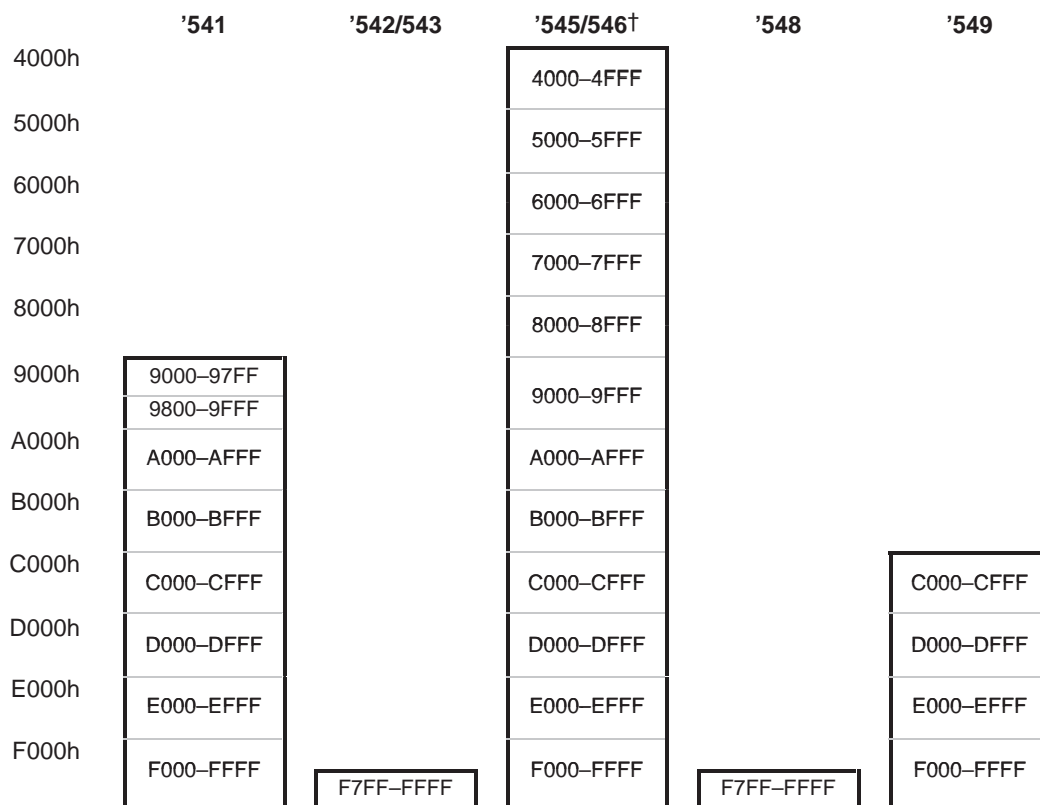 '541 '542/543 '545/546† '548 '549
4000h
4000–4FFF
5000h
5000–5FFF
6000h
6000–6FFF
7000h
7000–7FFF
8000h
8000–8FFF
9000h
9000–97FF
9800–9FFF
9000–9FFF
A000h
A000–AFFF A000–AFFF
B000h
B000–BFFF B000–BFFF
C000h
C000–CFFF C000–CFFF C000–CFFF
D000h
D000–DFFF D000–DFFF D000–DFFF
E000h
E000–EFFF E000–EFFF E000–EFFF
F000h
F000–FFFF F000–FFFF F000–FFFF
F7FF–FFFF F7FF–FFFF